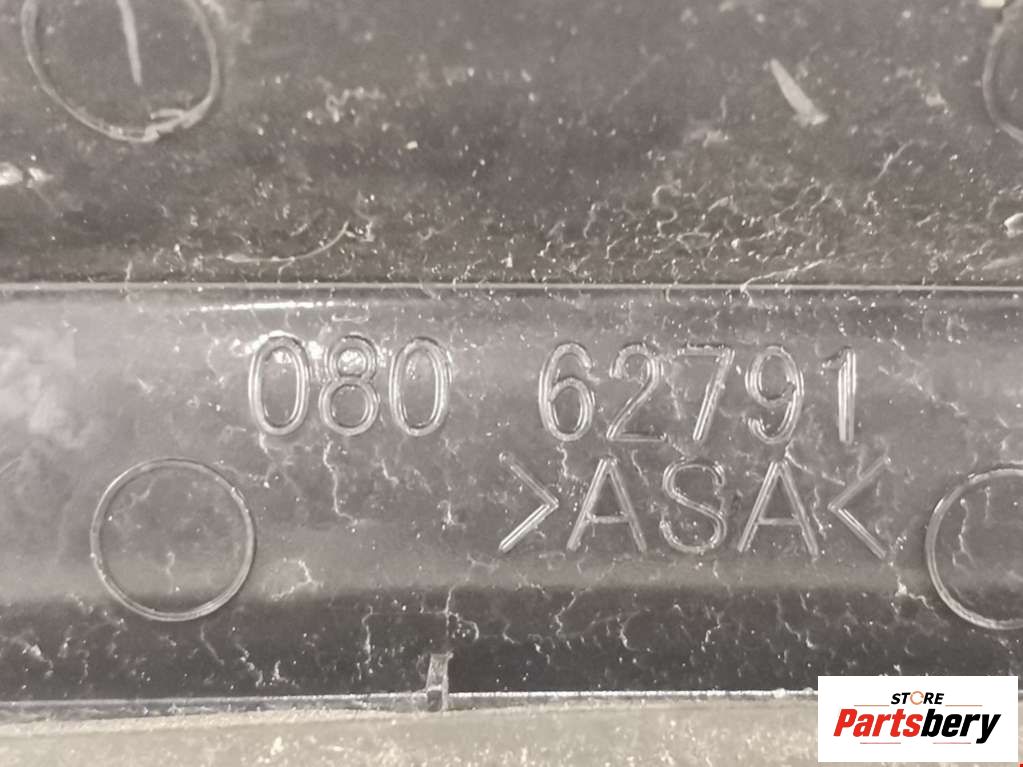 080 62791
>ASA<
STORE
Partsbery